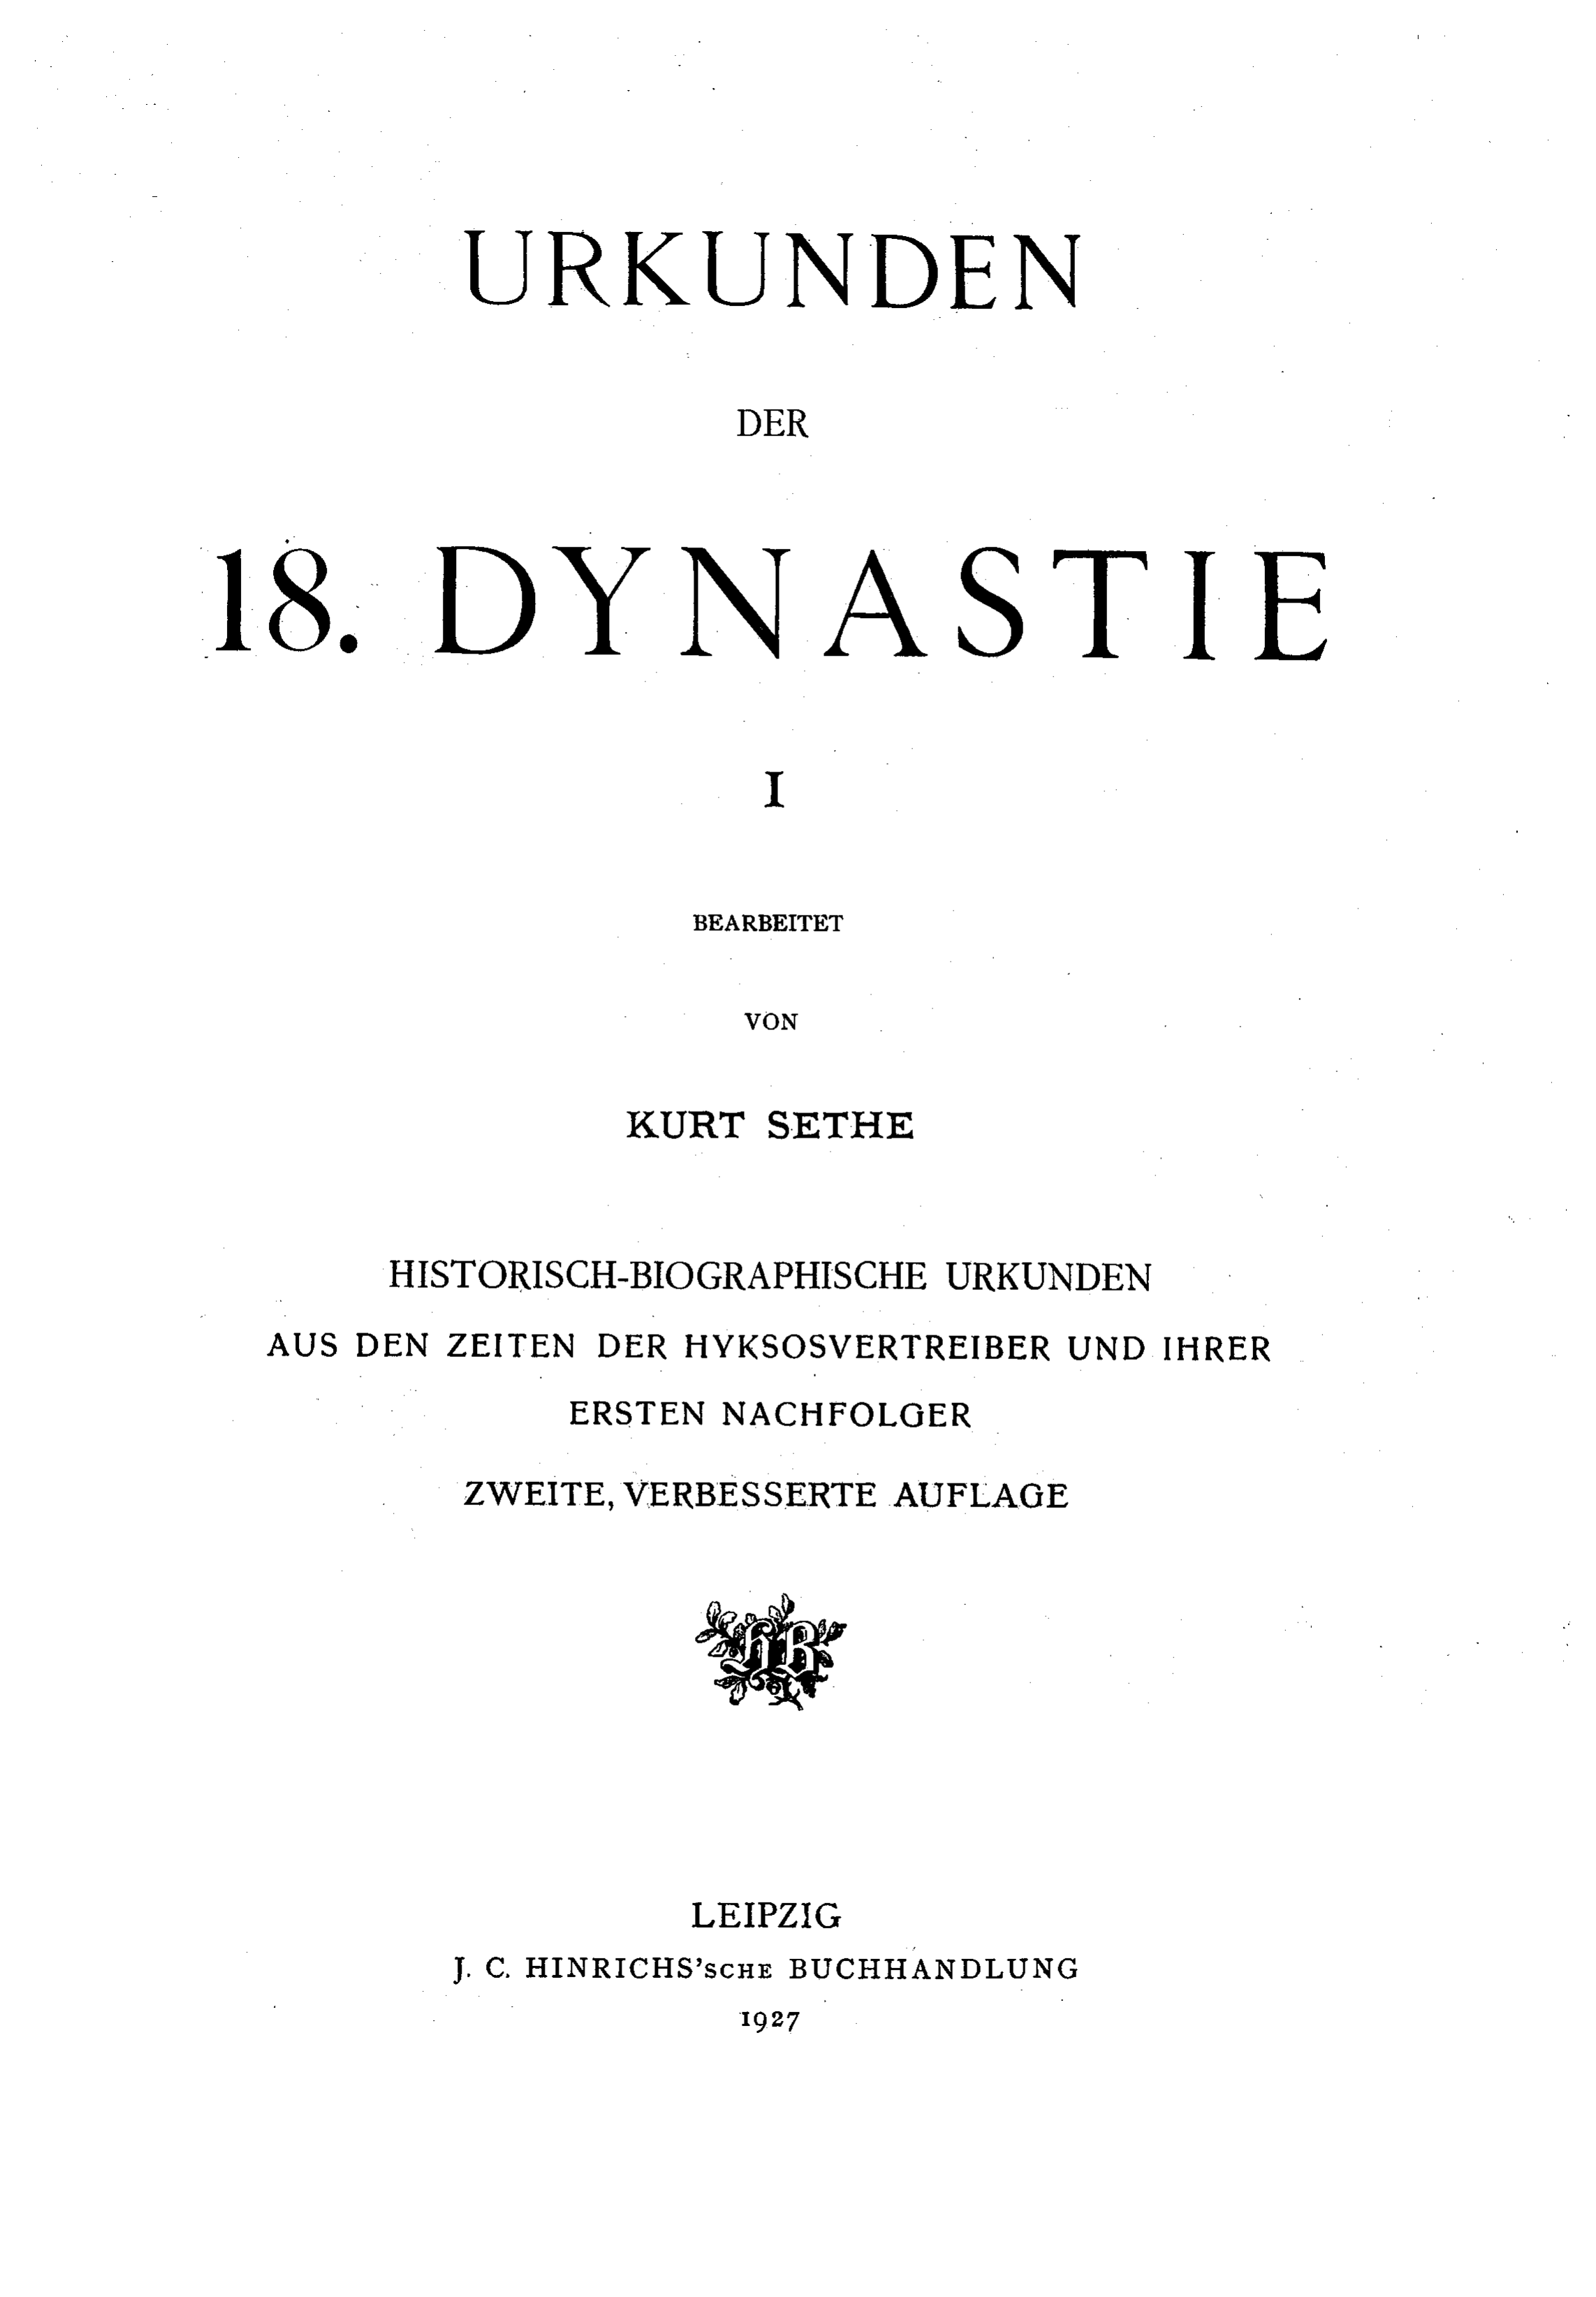 URKUNDEN
DER
18. DYNASTIE
I
BEARBEITET
VON
KURT SETHE
HISTORISCH-BIOGRAPHISCHE URKUNDEN
AUS DEN ZEITEN DER HYKSOSVERTREIBER UND IHRER
ERSTEN NACHFOLGER
ZWEITE, VERBESSERTE AUFLAGE
HB
LEIPZIG
J. C. HINRICHS'SCHE BUCHHANDLUNG
1927